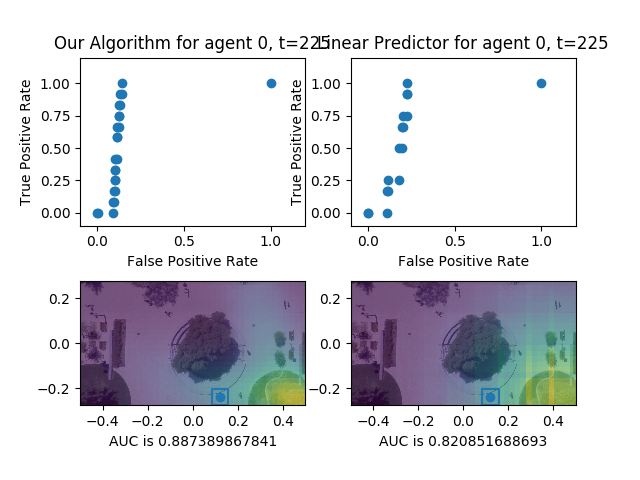 Our Algorithm for agent 0, t=225
Linear Predictor for agent 0, t=225
True Positive Rate
1.00
0.75
0.50
0.25
0.00
0.0 0.5 1.0
False Positive Rate
True Positive Rate
1.00
0.75
0.50
0.25
0.00
0.0 0.5 1.0
False Positive Rate
0.2
0.0
−0.2
−0.4 −0.2 0.0 0.2 0.4
AUC is 0.887389867841
0.2
0.0
−0.2
−0.4 −0.2 0.0 0.2 0.4
AUC is 0.820851688693